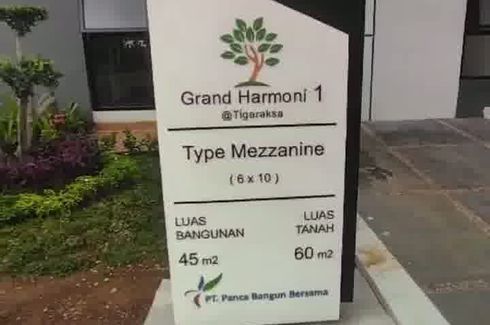 Grand Harmoni 1
@Tigaraksa
Type Mezzanine
( 6 x 10 )
LUAS BANGUNAN
45 m2
LUAS TANAH
60 m2
PT. Panca Bangun Bersama